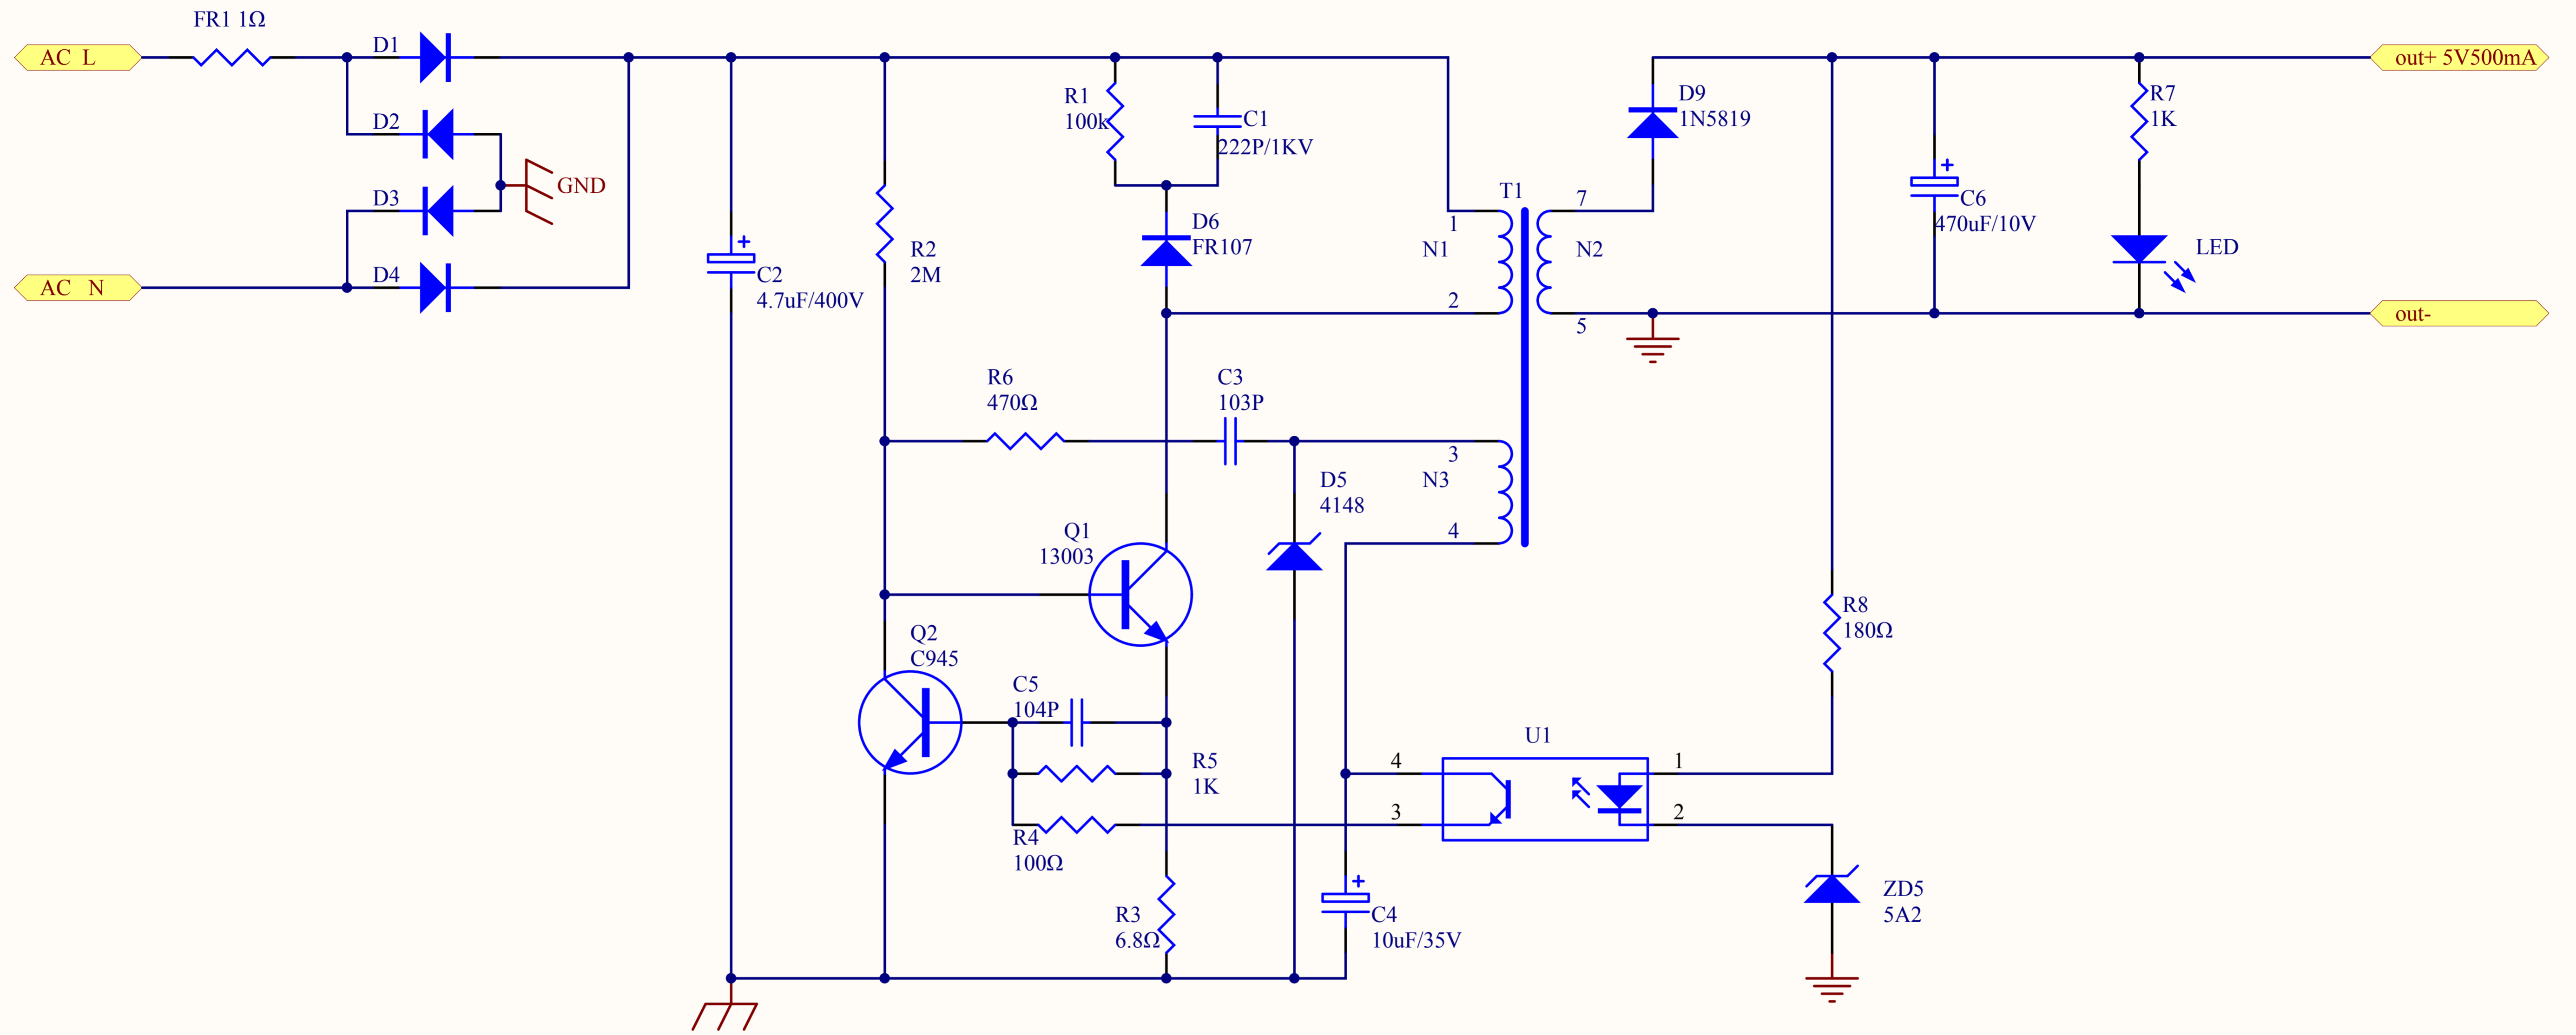 FR1 1Ω
AC L
D1
out+ 5V500mA
R1
100k
C1
222P/1KV
D9
1N5819
R7
1K
D2
GND
D3
T1
7
C6
470uF/10V
D6
FR107
1
N1
N2
LED
R2
2M
AC N
D4
C2
4.7uF/400V
2
5
out-
R6
470Ω
C3
103P
3
D5
4148
N3
4
Q1
13003
R8
180Ω
Q2
C945
C5
104P
U1
R5
1K
4
1
3
2
R4
100Ω
R3
6.8Ω
C4
10uF/35V
ZD5
5A2